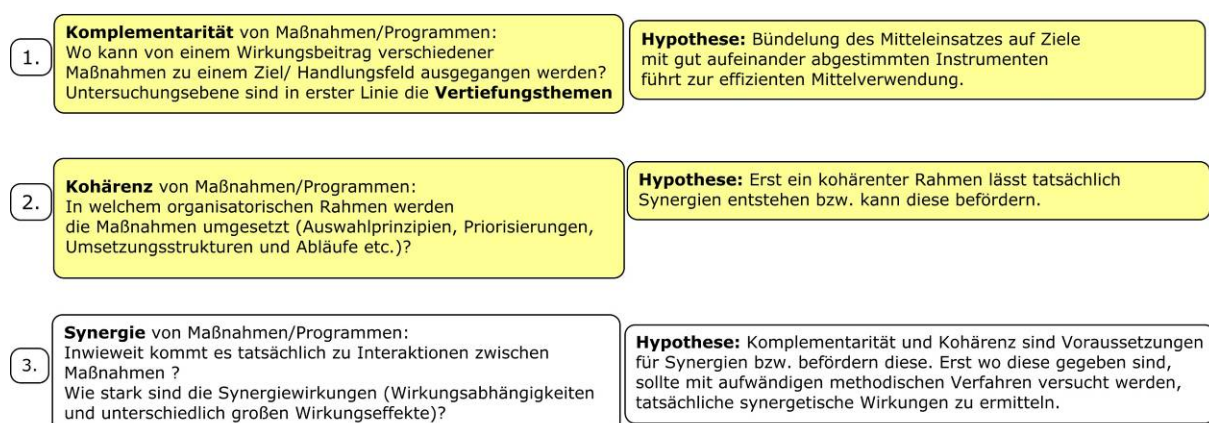 1.
Komplementarität von Maßnahmen/Programmen:
Wo kann von einem Wirkungsbeitrag verschiedener
Maßnahmen zu einem Ziel/ Handlungsfeld ausgegangen werden?
Untersuchungsebene sind in erster Linie die Vertiefungsthemen
Hypothese: Bündelung des Mitteleinsatzes auf Ziele
mit gut aufeinander abgestimmten Instrumenten
führt zur effizienten Mittelverwendung.
2.
Kohärenz von Maßnahmen/Programmen:
In welchem organisatorischen Rahmen werden
die Maßnahmen umgesetzt (Auswahlprinzipien, Priorisierungen,
Umsetzungsstrukturen und Abläufe etc.)?
Hypothese: Erst ein kohärenter Rahmen lässt tatsächlich
Synergien entstehen bzw. kann diese befördern.
3.
Synergie von Maßnahmen/Programmen:
Inwieweit kommt es tatsächlich zu Interaktionen zwischen
Maßnahmen ?
Wie stark sind die Synergiewirkungen (Wirkungsabhängigkeiten
und unterschiedlich großen Wirkungseffekte)?
Hypothese: Komplementarität und Kohärenz sind Voraussetzungen
für Synergien bzw. befördern diese. Erst wo diese gegeben sind,
sollte mit aufwändigen methodischen Verfahren versucht werden,
tatsächliche synergetische Wirkungen zu ermitteln.